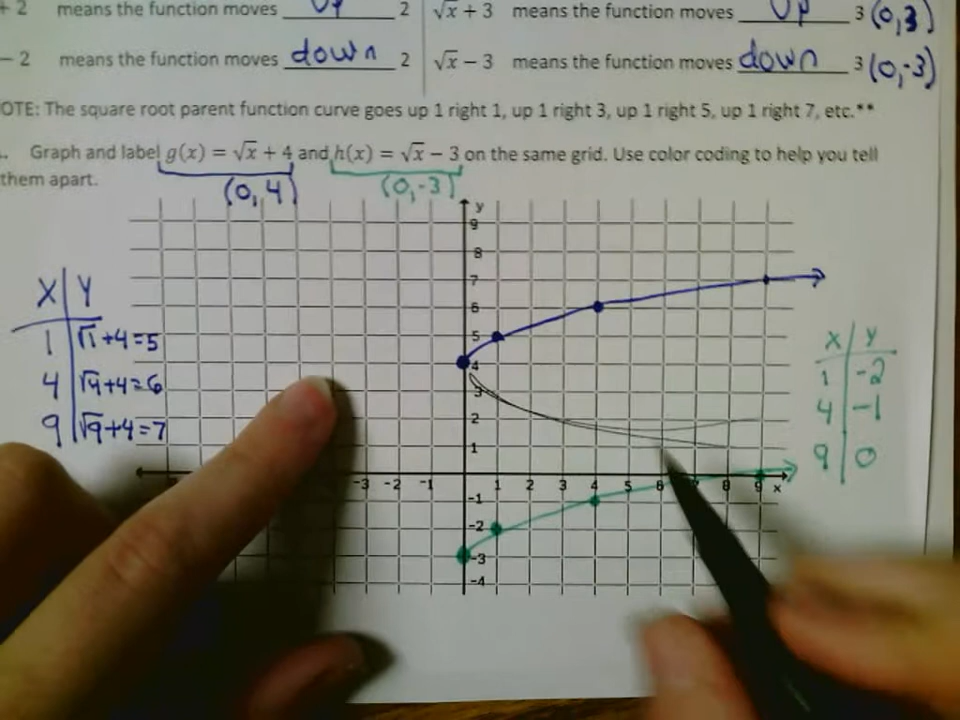 + 2 means the function moves up 2 √x + 3 means the function moves up 3 (0,3)
− 2 means the function moves down 2 √x − 3 means the function moves down 3 (0,-3)
OTE: The square root parent function curve goes up 1 right 1, up 1 right 3, up 1 right 5, up 1 right 7, etc.**
. Graph and label g(x) = √x + 4 and h(x) = √x − 3 on the same grid. Use color coding to help you tell
them apart.
(0,4) (0,-3)
y
9
8
7
6
5
4
3
2
1
-3 -2 -1 1 2 3 4 5 6 8 9 x
-1
-2
-3
-4
X Y
1 √1+4=5
4 √4+4=6
9 √9+4=7
X Y
1 -2
4 -1
9 0